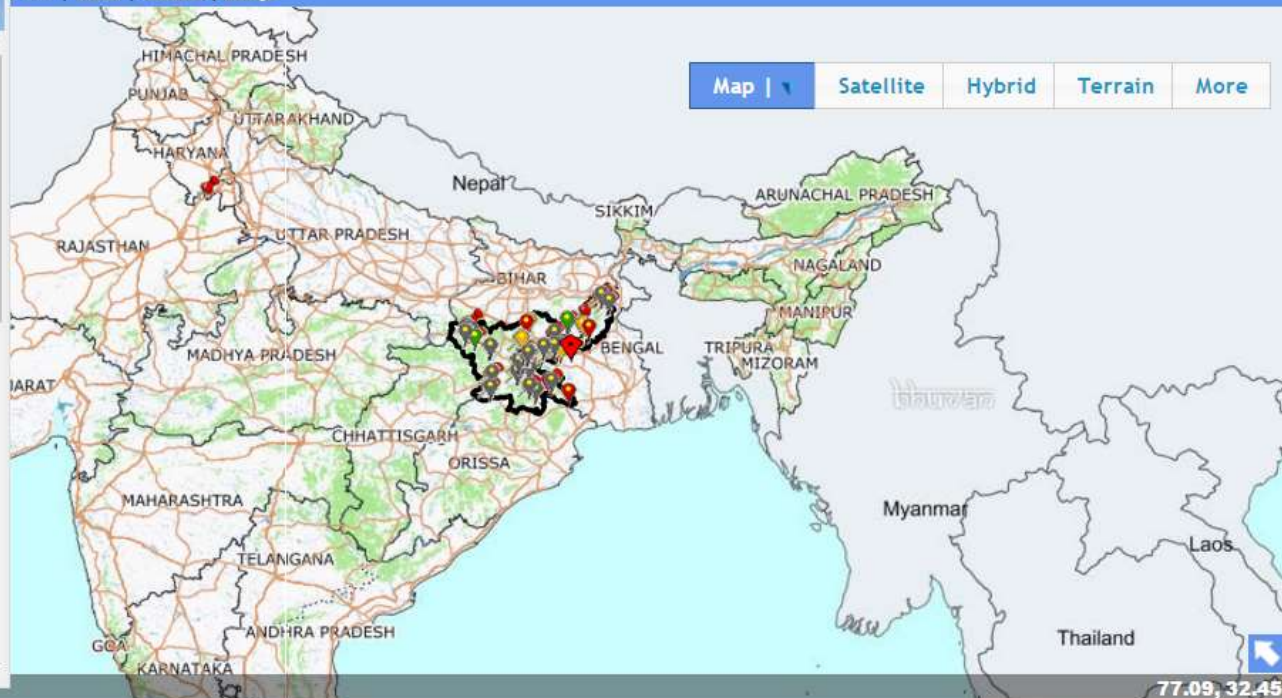 HIMACHAL PRADESH
Map | Satellite Hybrid Terrain More
PUNJAB
UTTARAKHAND
HARYANA
Nepal
ARUNACHAL PRADESH
SIKKIM
UTTAR PRADESH
RAJASTHAN
NAGALAND
BIHAR
MANIPUR
BENGAL
TRIPURA
MADHYA PRADESH
MIZORAM
JARAT
bhuvan
CHHATTISGARH
ORISSA
MAHARASHTRA
Myanmar
Laos
TELANGANA
ANDHRA PRADESH
Thailand
GOA
KARNATAKA
77.09, 32.45